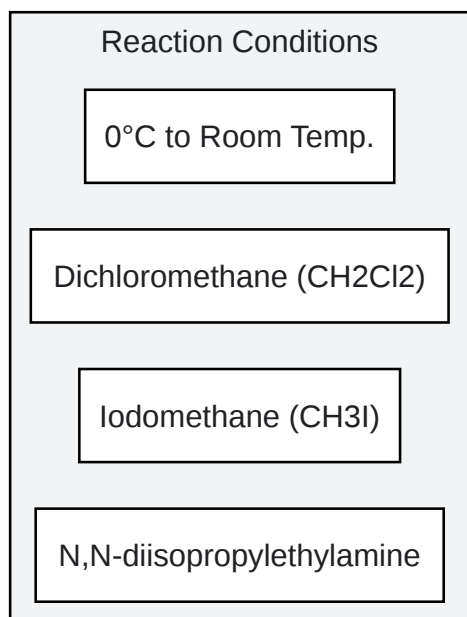 Reaction Conditions
0°C to Room Temp.
Dichloromethane (CH2Cl2)
Iodomethane (CH3I)
N,N-diisopropylethylamine